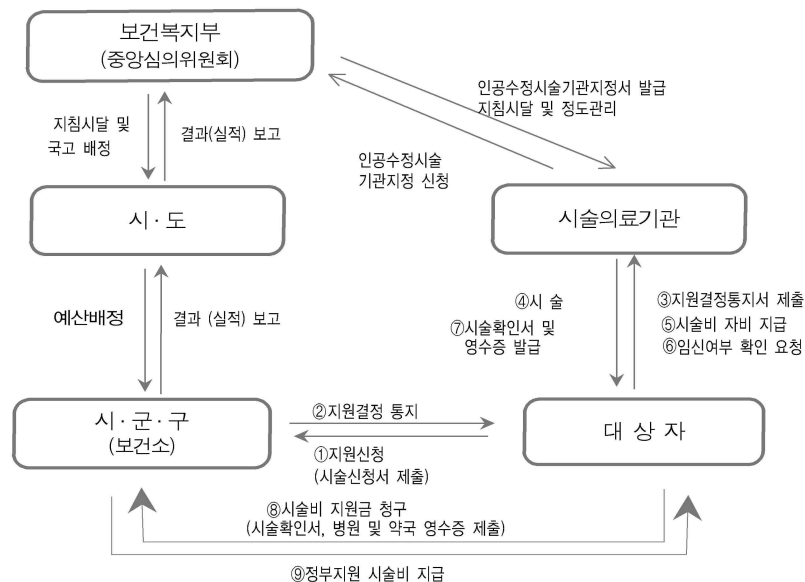 보건복지부
(중앙심의위원회)
인공수정시술기관지정서 발급
지침시달 및 정도관리
지침시달 및
국고 배정
결과(실적) 보고
인공수정시술
기관지정 신청
시·도
시술의료기관
예산배정
결과 (실적) 보고
④시 술
⑦시술확인서 및
영수증 발급
③지원결정통지서 제출
⑤시술비 자비 지급
⑥임신여부 확인 요청
시·군·구
(보건소)
②지원결정 통지
①지원신청
(시술신청서 제출)
대 상 자
⑧시술비 지원금 청구
(시술확인서, 병원 및 약국 영수증 제출)
⑨정부지원 시술비 지급